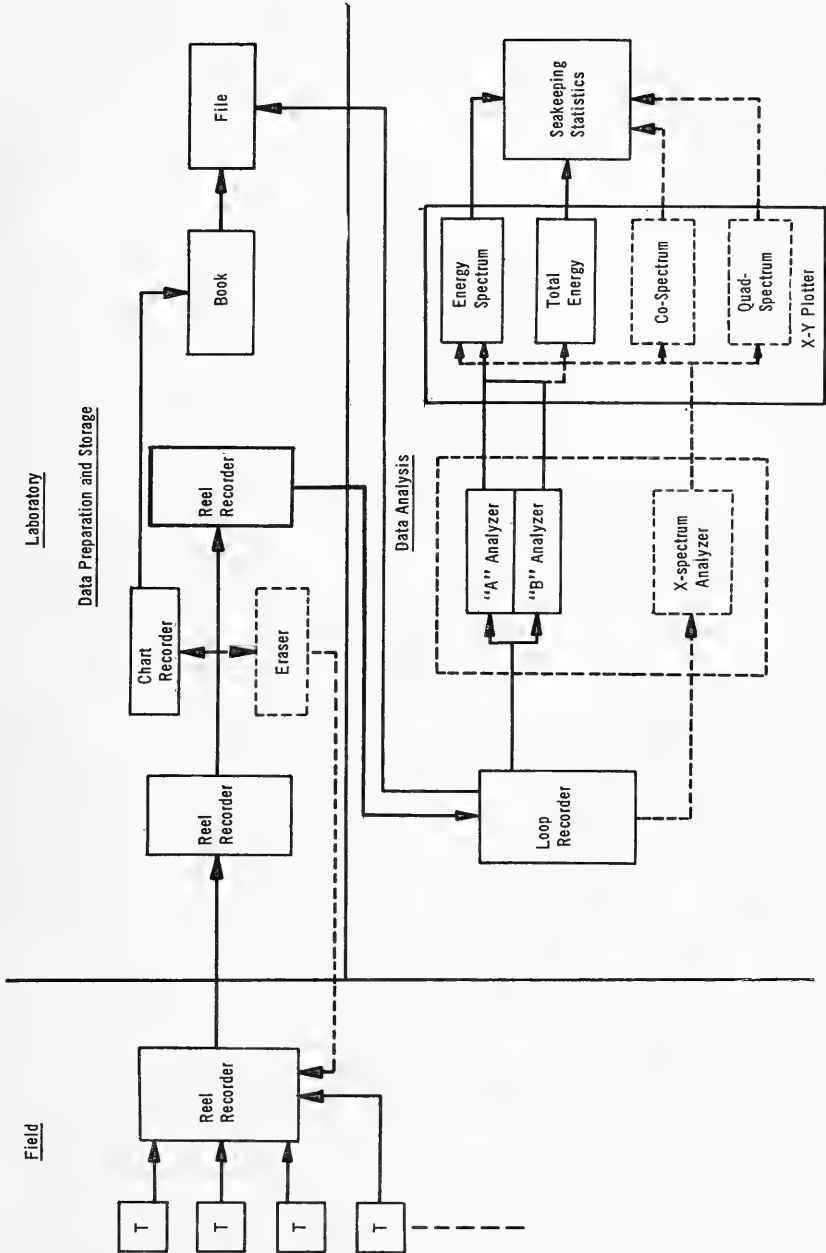 Field
Laboratory
Data Preparation and Storage
T
T
T
T
Reel
Recorder
Reel
Recorder
Chart
Recorder
Eraser
Reel
Recorder
Book
File
Data Analysis
Loop
Recorder
"A" Analyzer
"B" Analyzer
X-spectrum
Analyzer
Energy
Spectrum
Total
Energy
Co-Spectrum
Quad-
Spectrum
X-Y Plotter
Seakeeping
Statistics